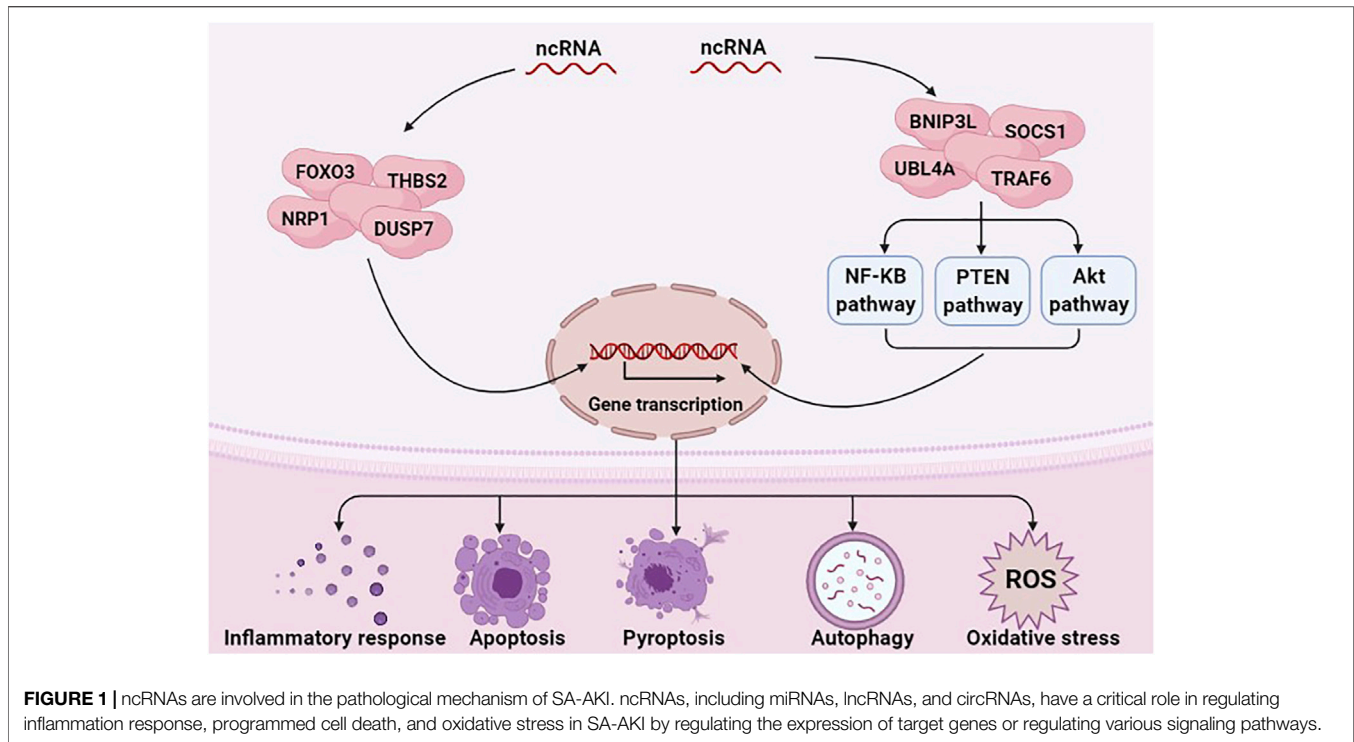 ncRNA
ncRNA
FOXO3
THBS2
NRP1
DUSP7
BNIP3L
SOCS1
UBL4A
TRAF6
NF-KB
pathway
PTEN
pathway
Akt
pathway
Gene transcription
Inflammatory response
Apoptosis
Pyroptosis
Autophagy
ROS
Oxidative stress
FIGURE 1 | ncRNAs are involved in the pathological mechanism of SA-AKI. ncRNAs, including miRNAs, lncRNAs, and circRNAs, have a critical role in regulating
inflammation response, programmed cell death, and oxidative stress in SA-AKI by regulating the expression of target genes or regulating various signaling pathways.